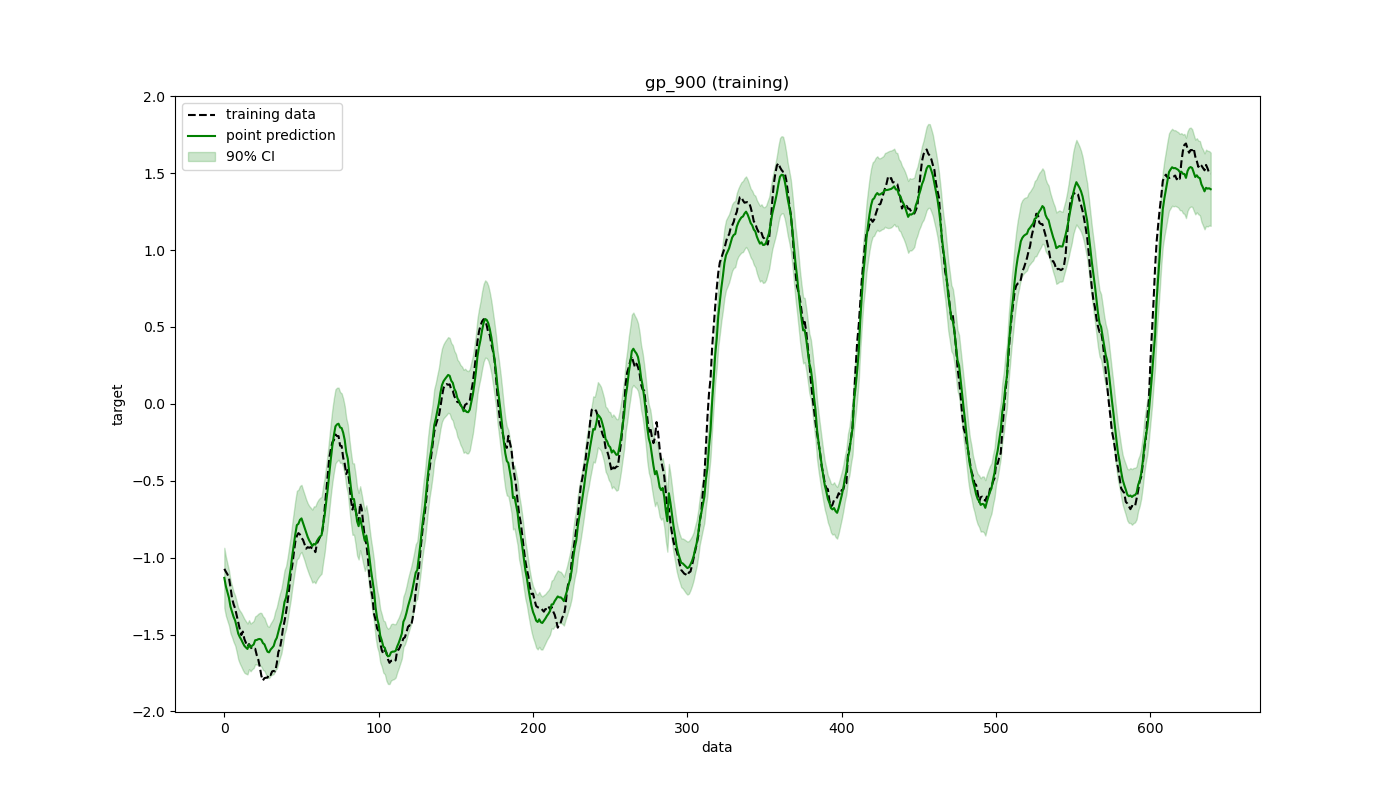 gp_900 (training)
training data
point prediction
90% CI
2.0
1.5
1.0
0.5
0.0
−0.5
−1.0
−1.5
−2.0
target
0 100 200 300 400 500 600
data